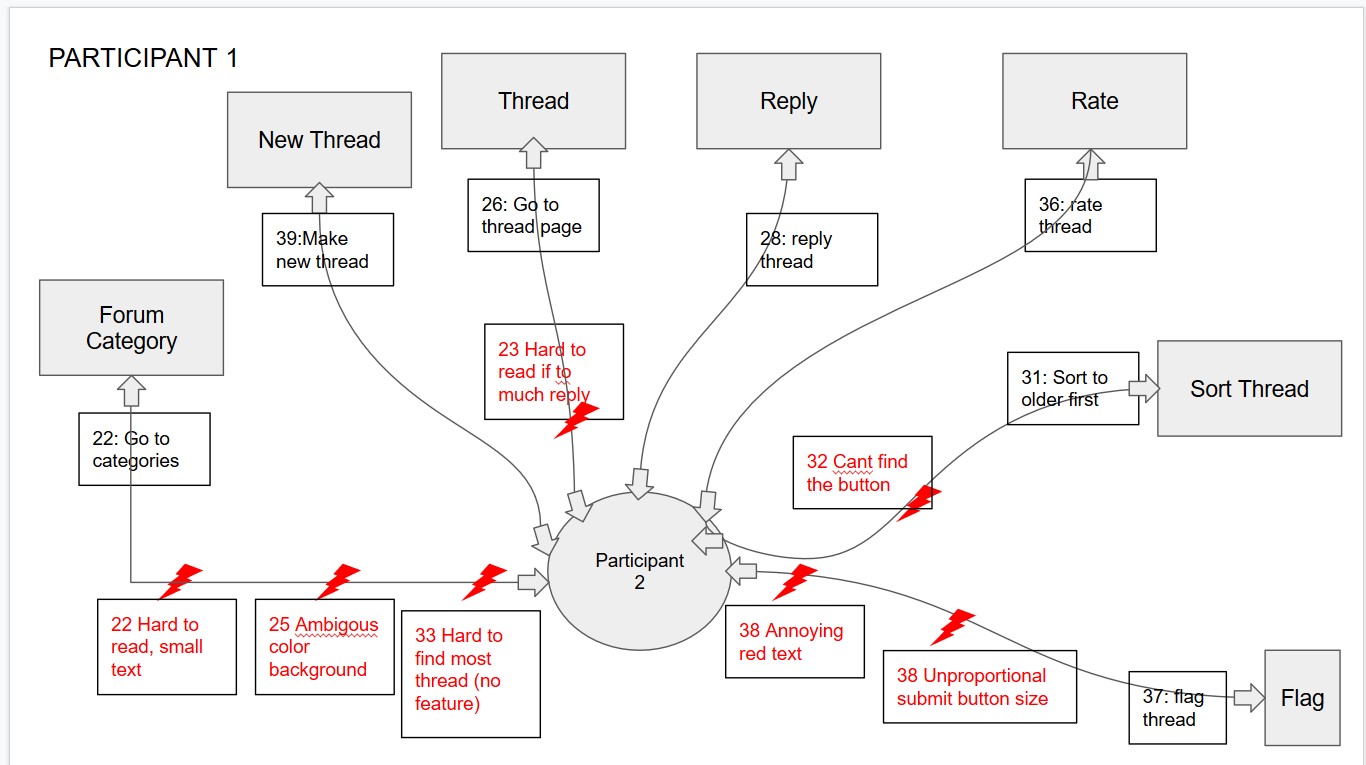 PARTICIPANT 1
Thread
Reply
Rate
New Thread
26: Go to
thread page
36: rate
thread
39:Make
new thread
28: reply
thread
Forum
Category
23 Hard to
read if to
much reply
31: Sort to
older first
Sort Thread
22: Go to
categories
32 Cant find
the button
Participant
2
22 Hard to
read, small
text
25 Ambigous
color
background
33 Hard to
find most
thread (no
feature)
38 Annoying
red text
38 Unproportional
submit button size
37: flag
thread
Flag